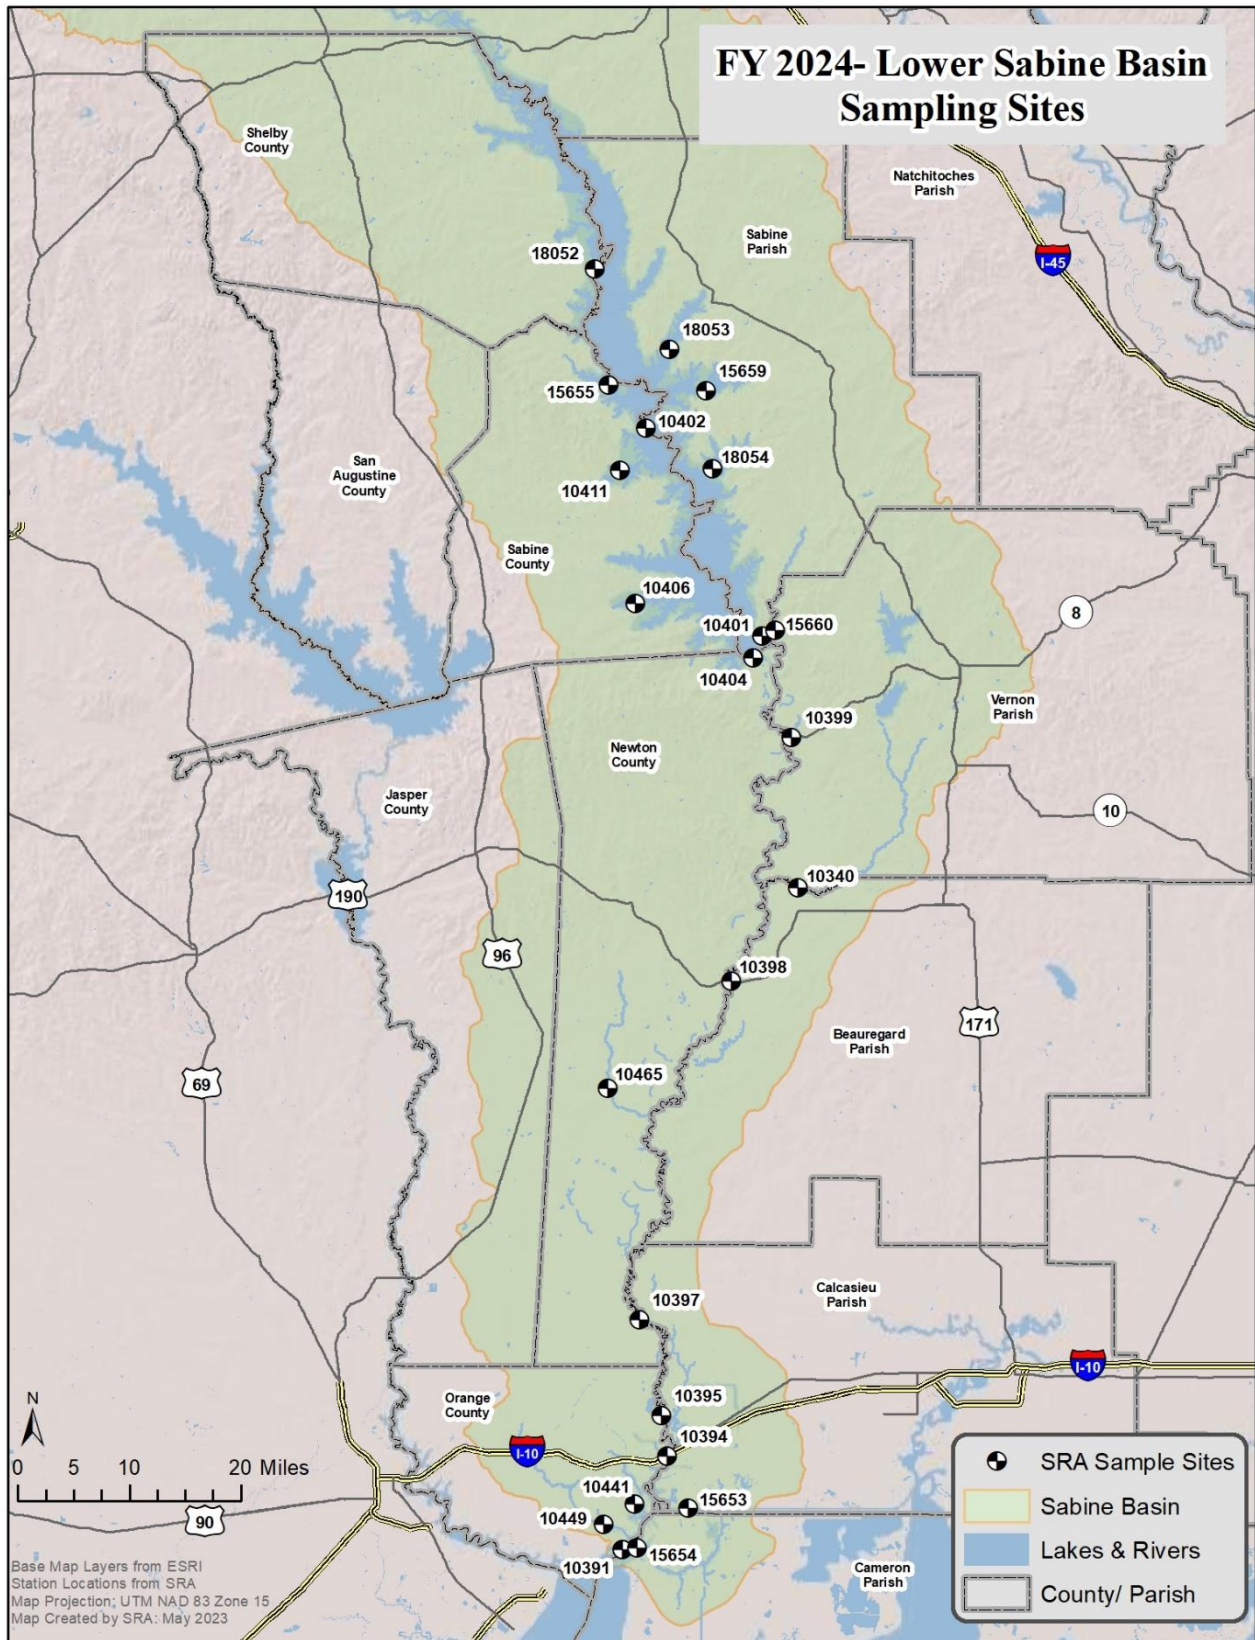 FY 2024- Lower Sabine Basin
Sampling Sites
Shelby
County
Natchitoches
Parish
Sabine
Parish
18052
I-45
18053
15659
15655
10402
San
Augustine
County
18054
10411
Sabine
County
10406
8
10401
15660
10404
Vernon
Parish
10399
Newton
County
Jasper
County
10
10340
190
96
10398
171
Beauregard
Parish
10465
69
Calcasieu
Parish
10397
I-10
Orange
County
10395
10394
N
I-10
0 5 10 20 Miles
10441
15653
10449
90
10391
15654
Cameron
Parish
SRA Sample Sites
Sabine Basin
Lakes & Rivers
County/ Parish
Base Map Layers from ESRI
Station Locations from SRA
Map Projection: UTM NAD 83 Zone 15
Map Created by SRA: May 2023